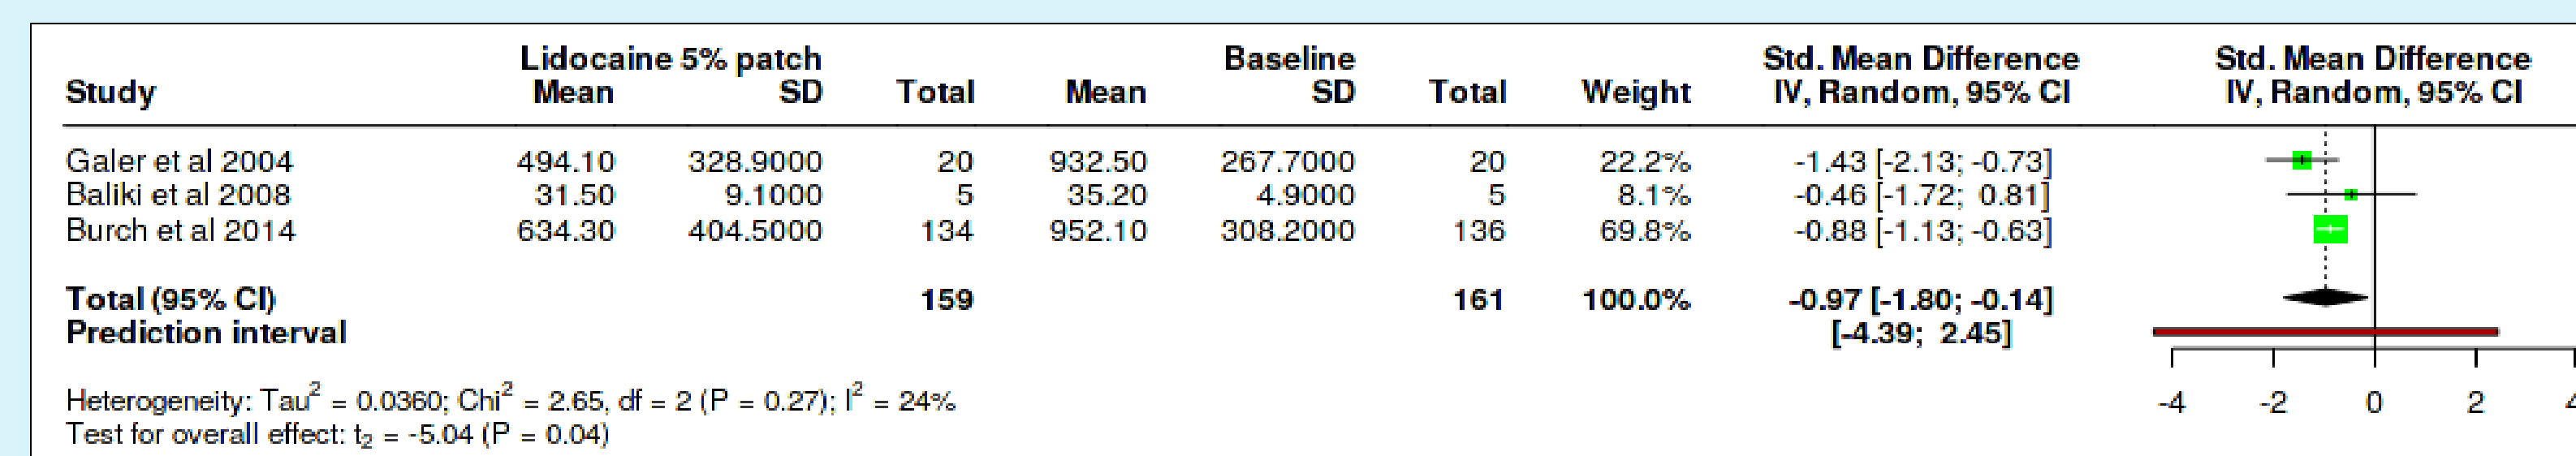 Lidocaine 5% patch Baseline Std. Mean Difference Std. Mean Difference
Study Mean SD Total Mean SD Total Weight IV, Random, 95% CI IV, Random, 95% CI
Galer et al 2004 494.10 328.9000 20 932.50 267.7000 20 22.2% -1.43 [-2.13; -0.73]
Baliki et al 2008 31.50 9.1000 5 35.20 4.9000 5 8.1% -0.46 [-1.72; 0.81]
Burch et al 2014 634.30 404.5000 134 952.10 308.2000 136 69.8% -0.88 [-1.13; -0.63]
Total (95% CI) 159 161 100.0% -0.97 [-1.80; -0.14]
Prediction interval [-4.39; 2.45]
Heterogeneity: Tau² = 0.0360; Chi² = 2.65, df = 2 (P = 0.27); I² = 24%
-4 -2 0 2 4
Test for overall effect: t₂ = -5.04 (P = 0.04)